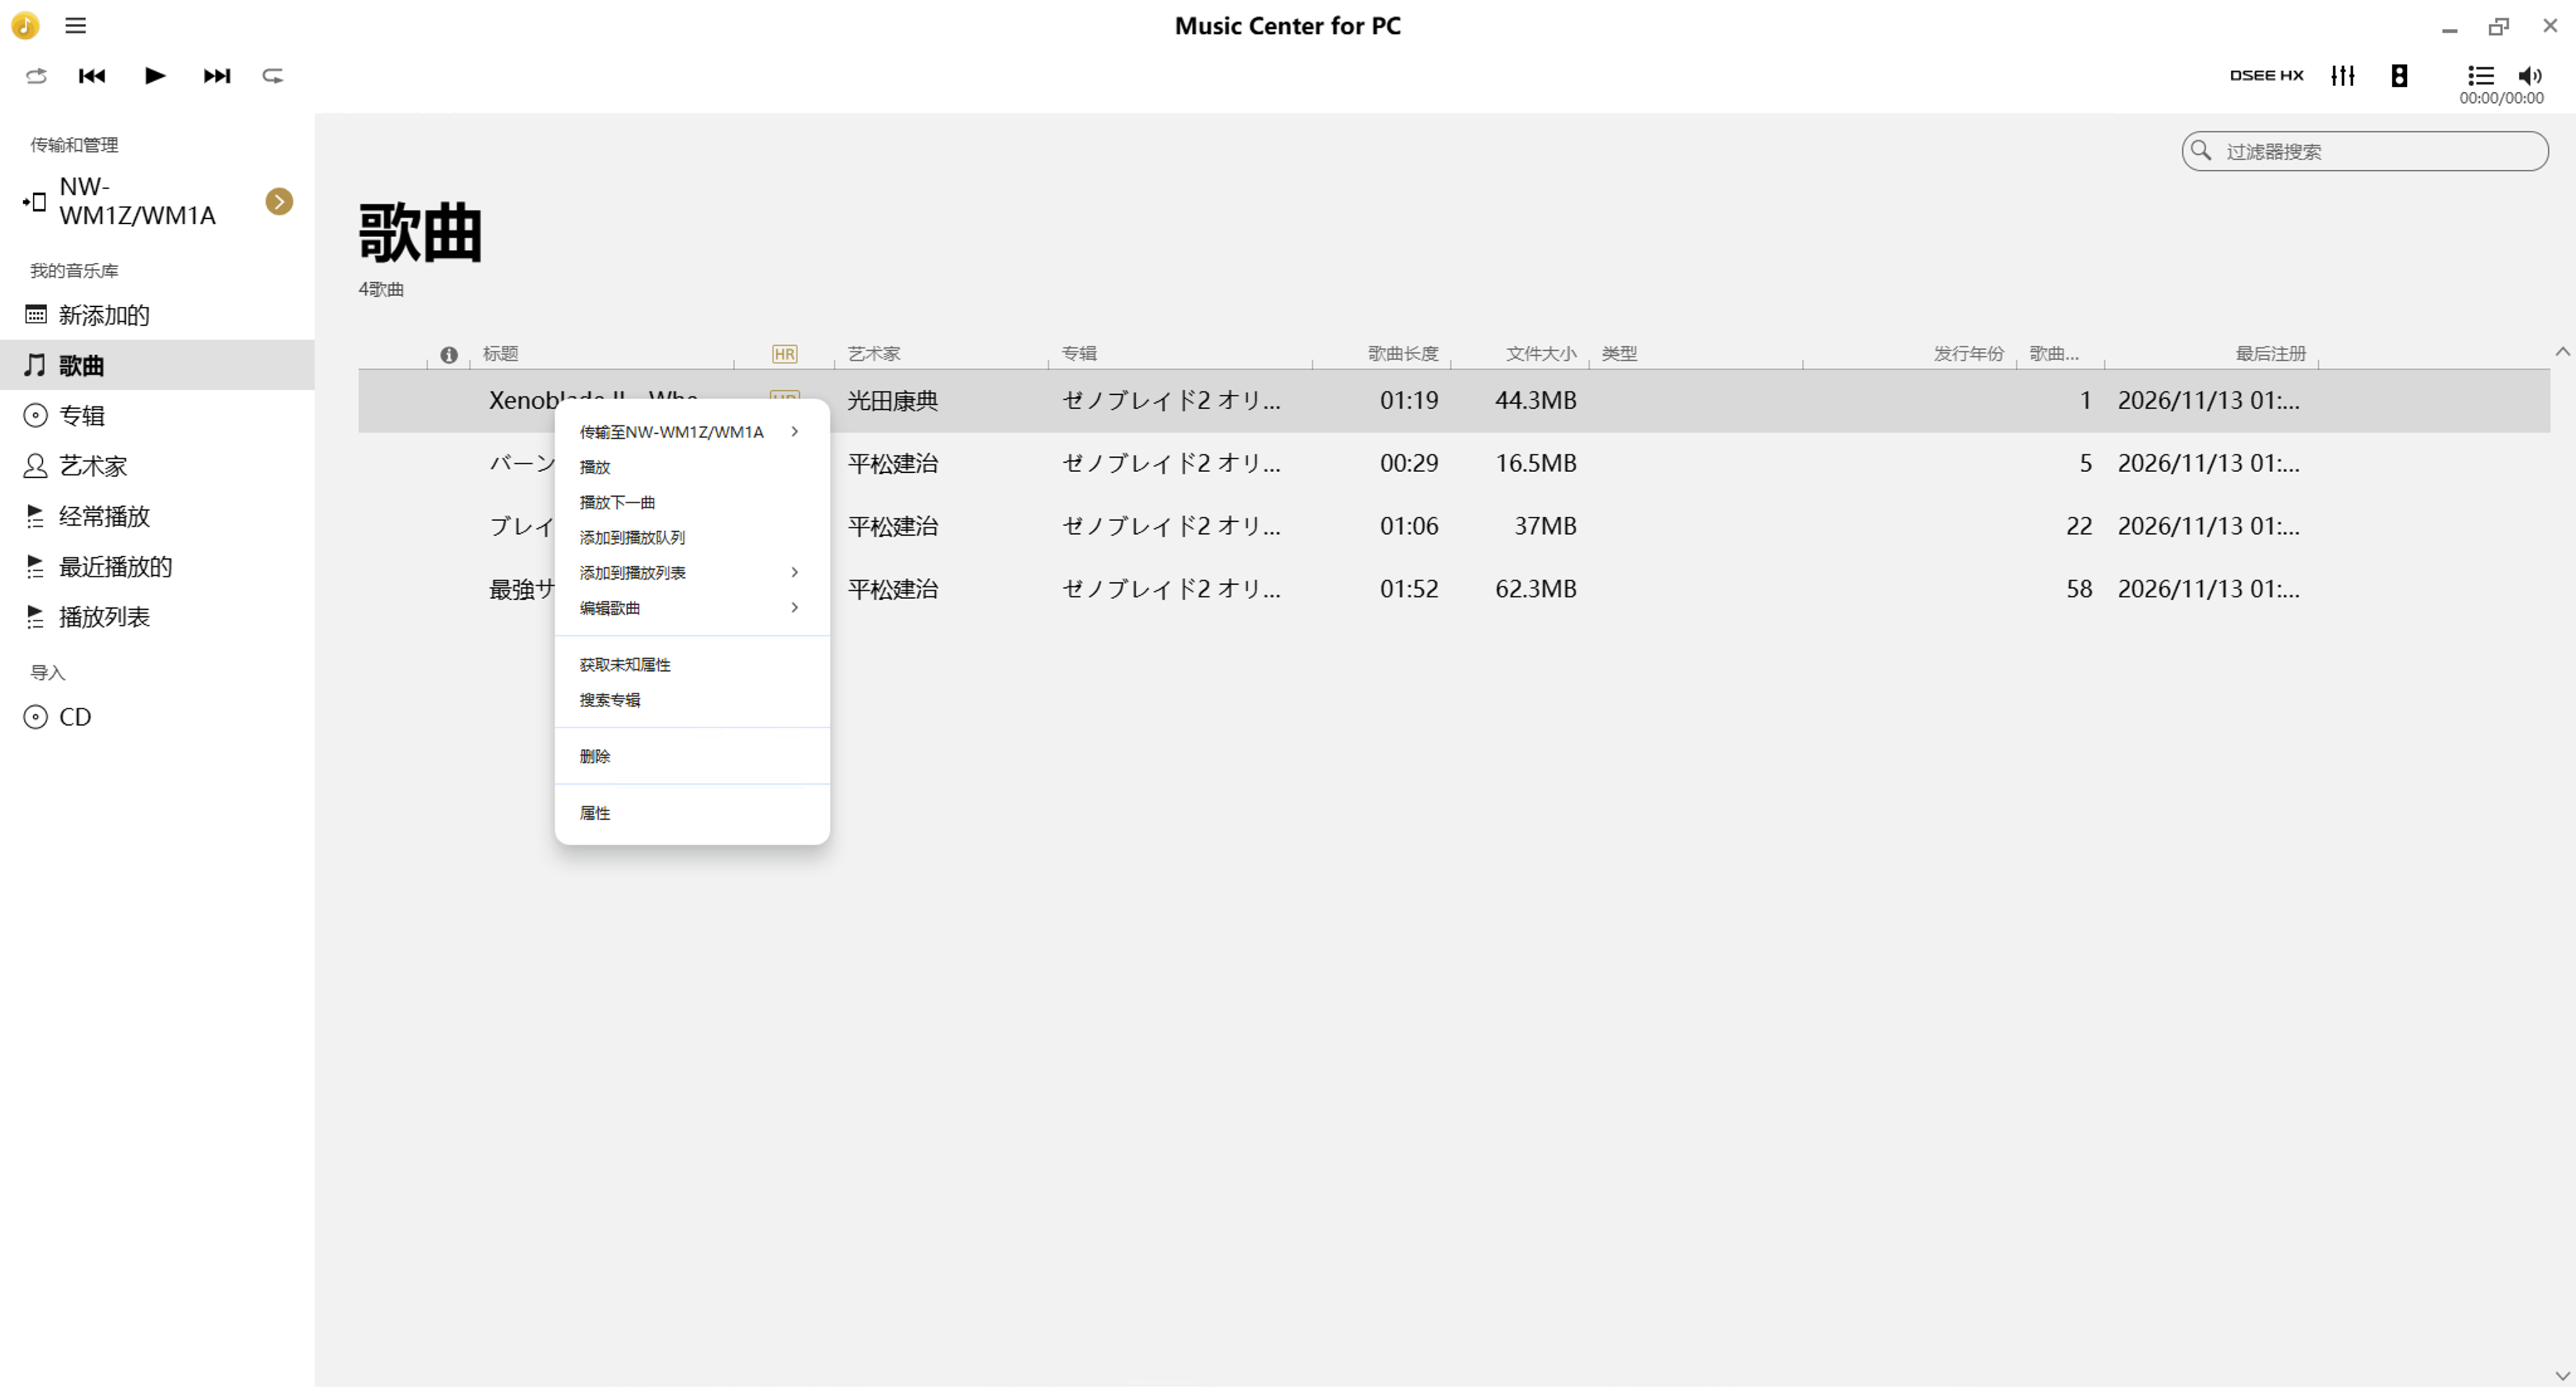 Music Center for PC
DSEE HX
00:00/00:00
传输和管理
NW-
WM1Z/WM1A
我的音乐库
新添加的
歌曲
专辑
艺术家
经常播放
最近播放的
播放列表
导入
CD
过滤器搜索
歌曲
4歌曲
标题 HR 艺术家 专辑 歌曲长度 文件大小 类型 发行年份 歌曲... 最后注册
Xenoblade II - Whe... 光田康典 ゼノブレイド2 オリ... 01:19 44.3MB 1 2026/11/13 01:...
バーン 平松建治 ゼノブレイド2 オリ... 00:29 16.5MB 5 2026/11/13 01:...
ブレイ 平松建治 ゼノブレイド2 オリ... 01:06 37MB 22 2026/11/13 01:...
最強サ 平松建治 ゼノブレイド2 オリ... 01:52 62.3MB 58 2026/11/13 01:...
传输至NW-WM1Z/WM1A
播放
播放下一曲
添加到播放队列
添加到播放列表
编辑歌曲
获取未知属性
搜索专辑
删除
属性